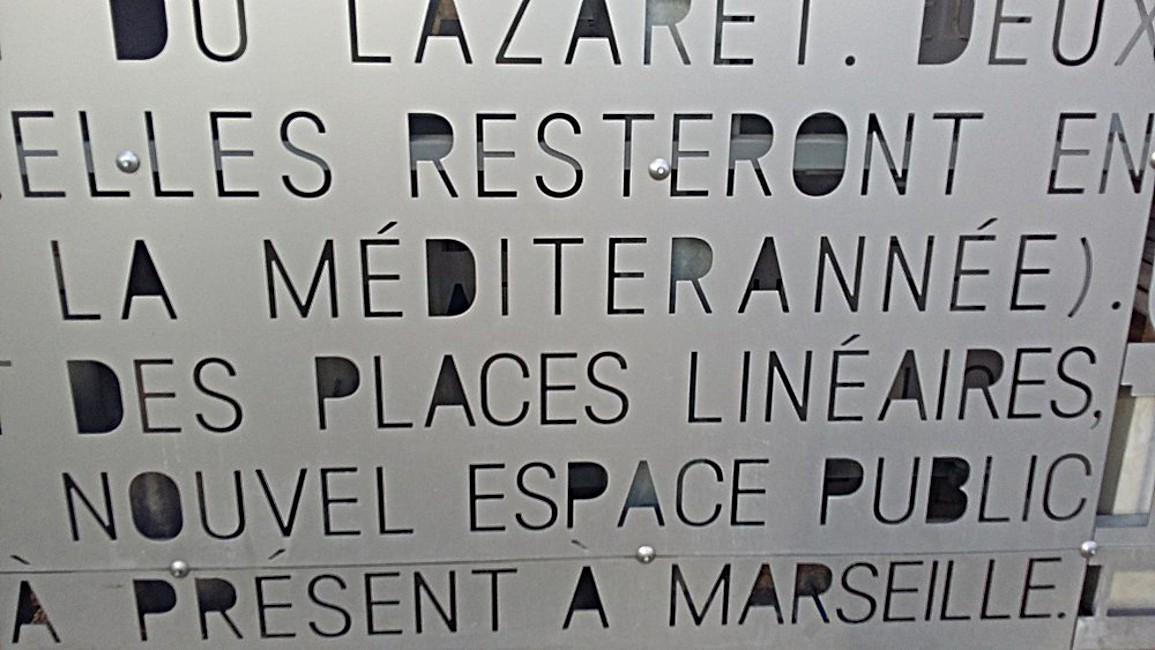 DU LAZARET. DEUX
ELLES RESTERONT EN
LA MÉDITERANNÉE).
DES PLACES LINÉAIRES,
NOUVEL ESPACE PUBLIC
À PRÉSENT À MARSEILLE.